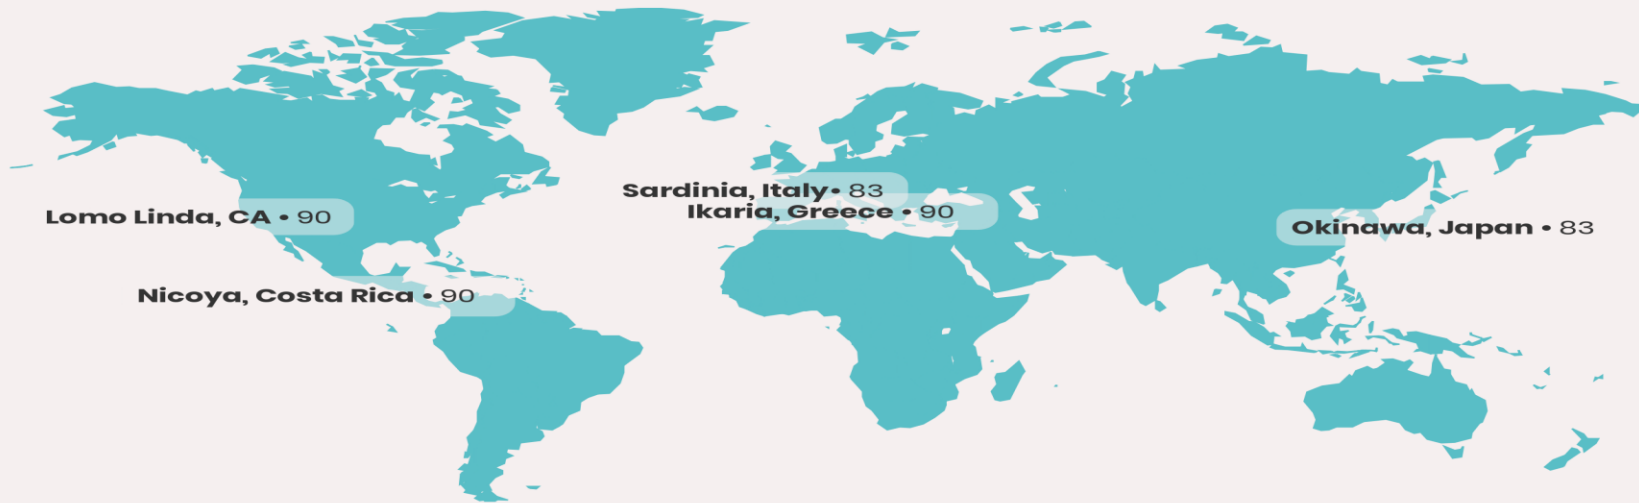 Sardinia, Italy• 83
Ikaria, Greece • 90
Lomo Linda, CA • 90
Okinawa, Japan • 83
Nicoya, Costa Rica • 90